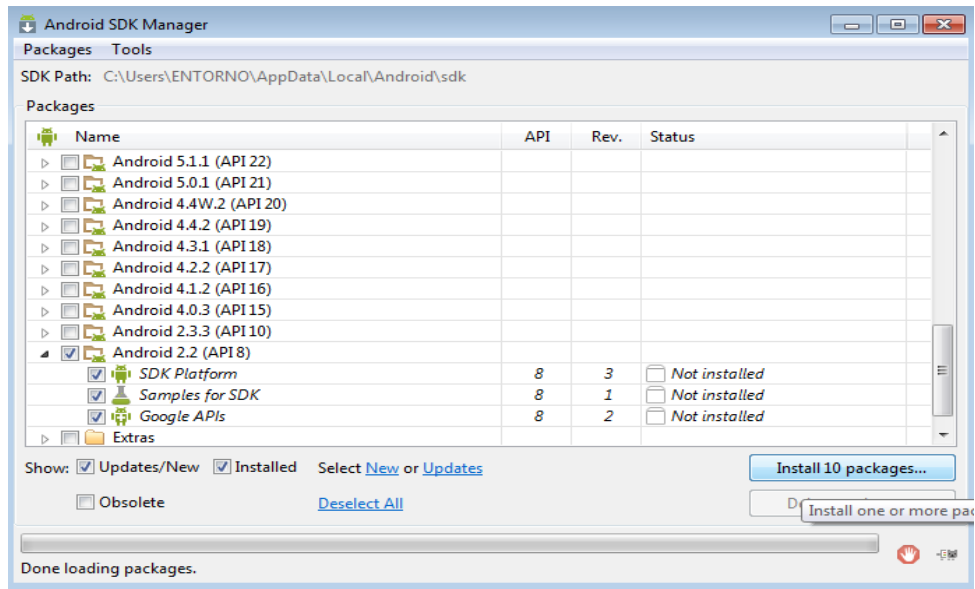 Android SDK Manager
Packages Tools
SDK Path: C:\Users\ENTORNO\AppData\Local\Android\sdk
Packages
Name API Rev. Status
Android 5.1.1 (API 22)
Android 5.0.1 (API 21)
Android 4.4W.2 (API 20)
Android 4.4.2 (API 19)
Android 4.3.1 (API 18)
Android 4.2.2 (API 17)
Android 4.1.2 (API 16)
Android 4.0.3 (API 15)
Android 2.3.3 (API 10)
Android 2.2 (API 8)
SDK Platform 8 3 Not installed
Samples for SDK 8 1 Not installed
Google APIs 8 2 Not installed
Extras
Show: Updates/New Installed Select New or Updates Install 10 packages...
Obsolete Deselect All
Install one or more pac
Done loading packages.